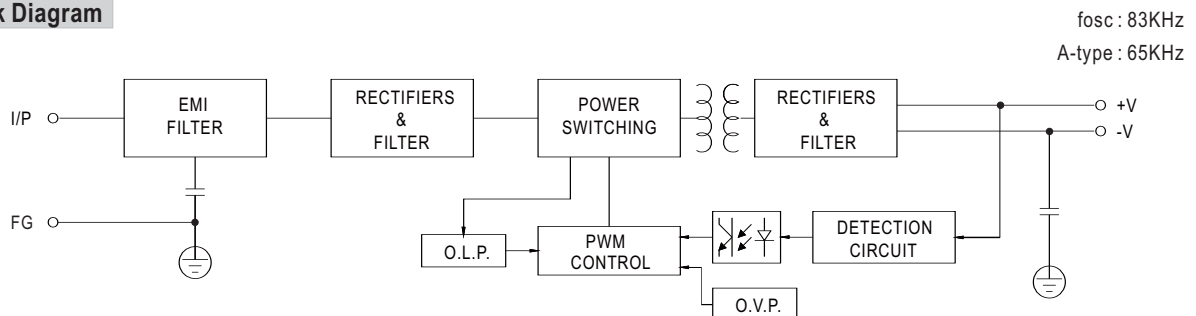 k Diagram
fosc : 83KHz
A-type : 65KHz
I/P
EMI
FILTER
RECTIFIERS
&
FILTER
POWER
SWITCHING
RECTIFIERS
&
FILTER
+V
-V
FG
O.L.P.
PWM
CONTROL
DETECTION
CIRCUIT
O.V.P.